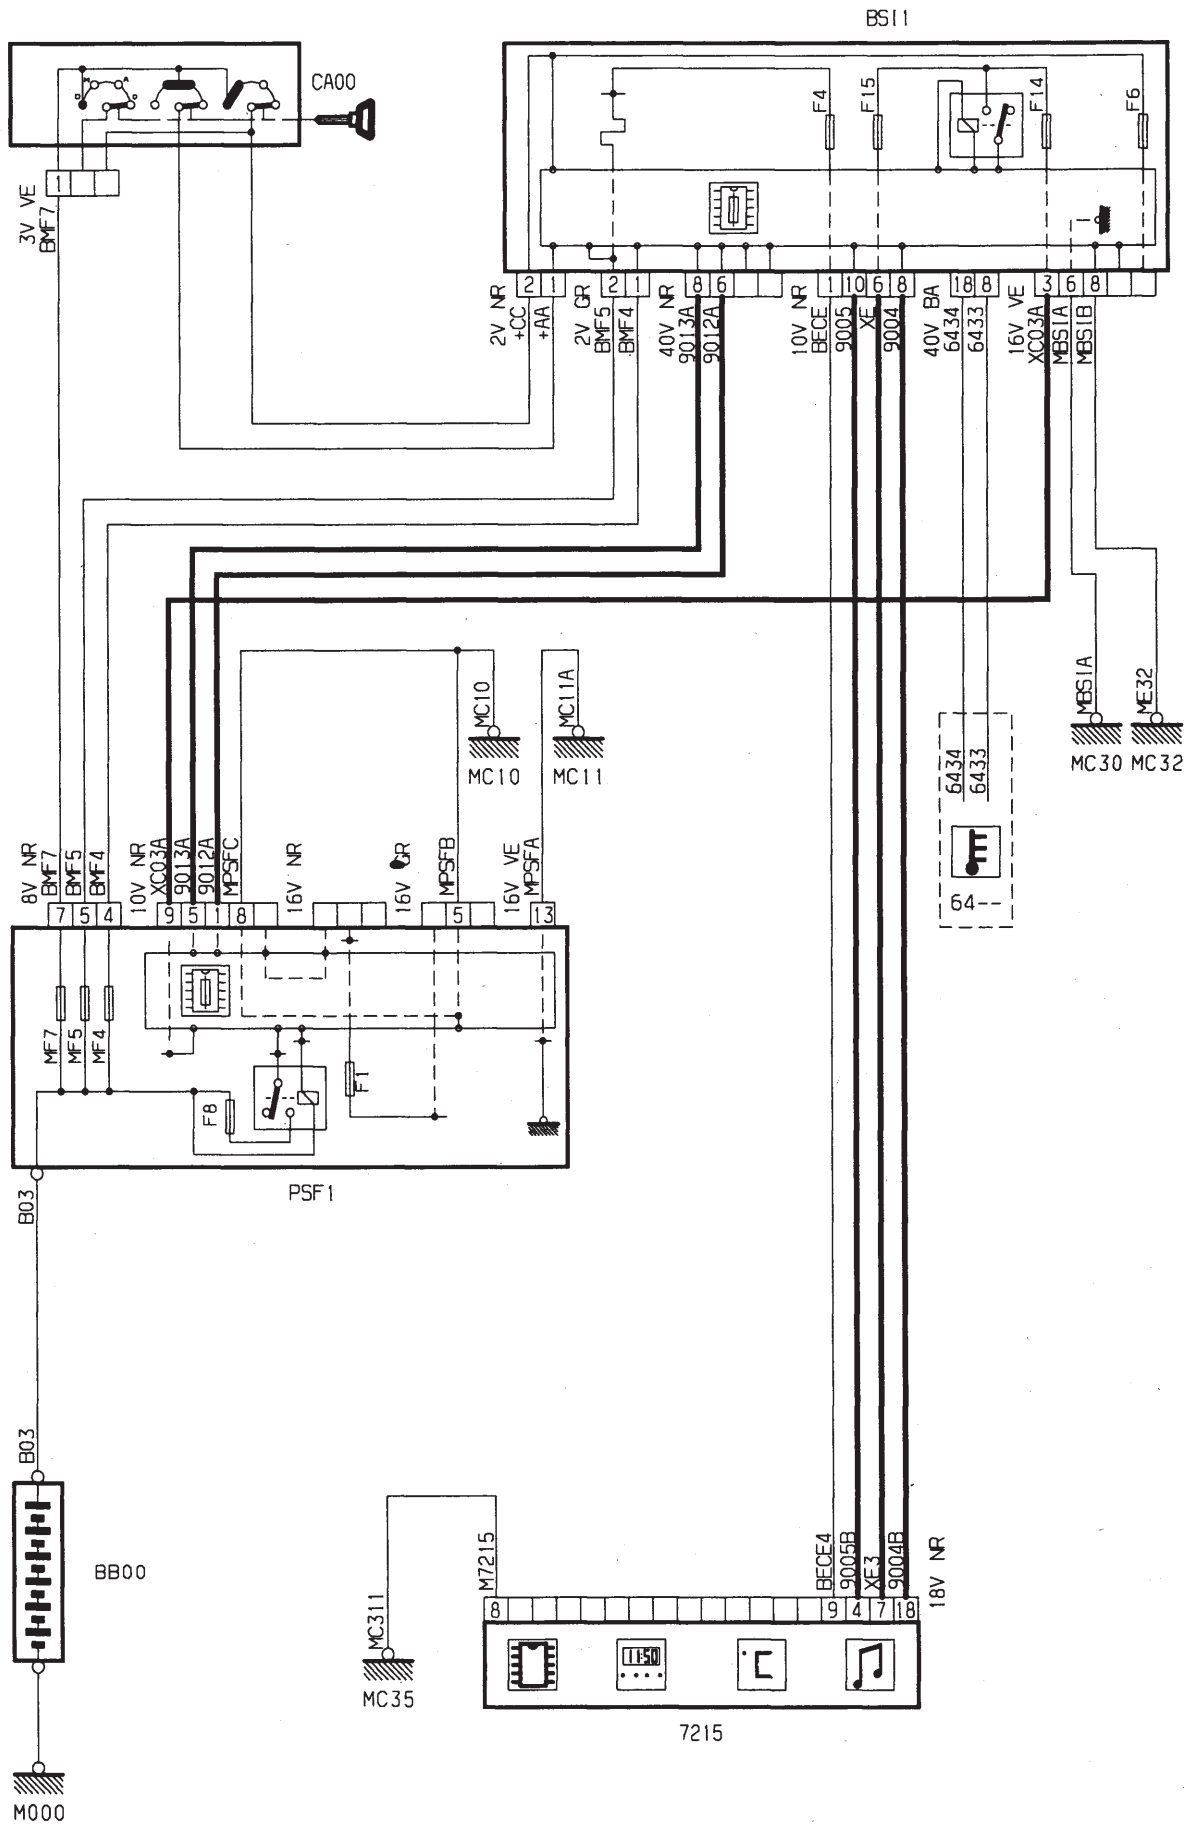 BSI1
CA00
N A D D
F4
F15
F14
F6
3V VE
BMF7
1
2 1
2 1
8 6
1 10 6 8
18 8
3 6 8
2V NR
+CC
+AA
2V GR
BMF5
BMF4
40V NR
9013A
9012A
10V NR
BECE
9005
XE
9004
40V BA
6434
6433
16V VE
XC03A
MBSIA
MBSIB
MC10
MC10
MC11A
MC11
MBSIA
MC30
ME32
MC32
6434
6433
64--
8V NR
BMF7
BMF5
BMF4
10V NR
XC03A
9013A
9012A
MPSFC
16V NR
16V GR
MPSFB
16V VE
MPSFA
7 5 4
9 5 1 8
5
13
MF7
MF5
MF4
F8
F1
PSF1
B03
B03
BB00
M000
MC311
MC35
M7215
BECE4
9005B
XE3
9004B
18V NR
8
9 4 7 18
11:50
°C
7215